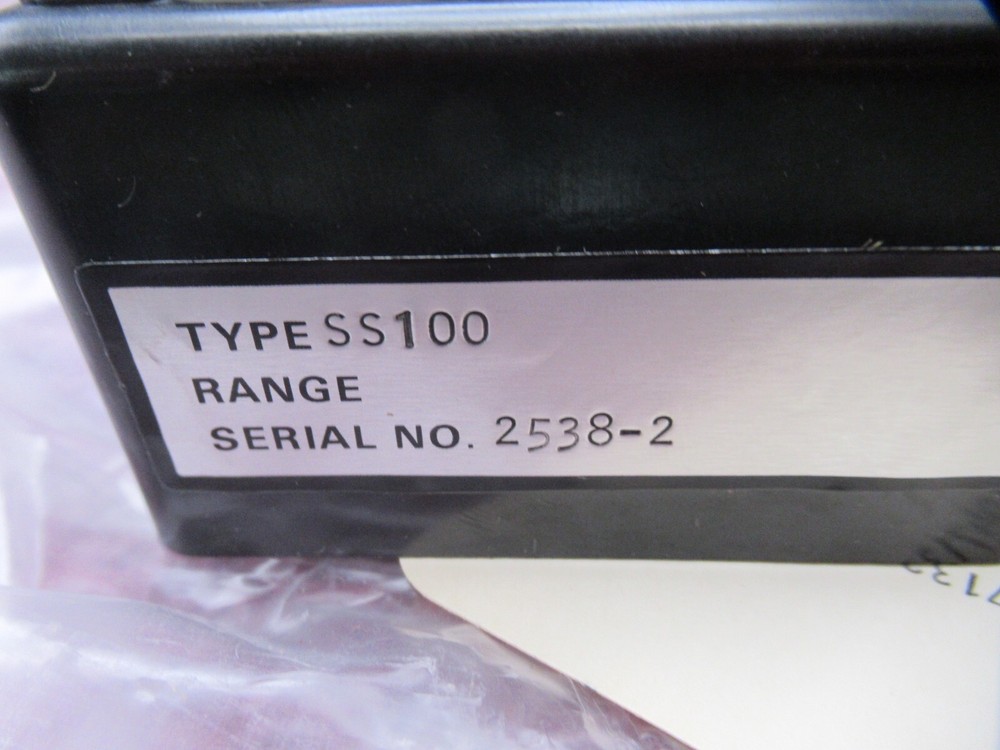 TYPE SS100
RANGE
SERIAL NO. 2538-2